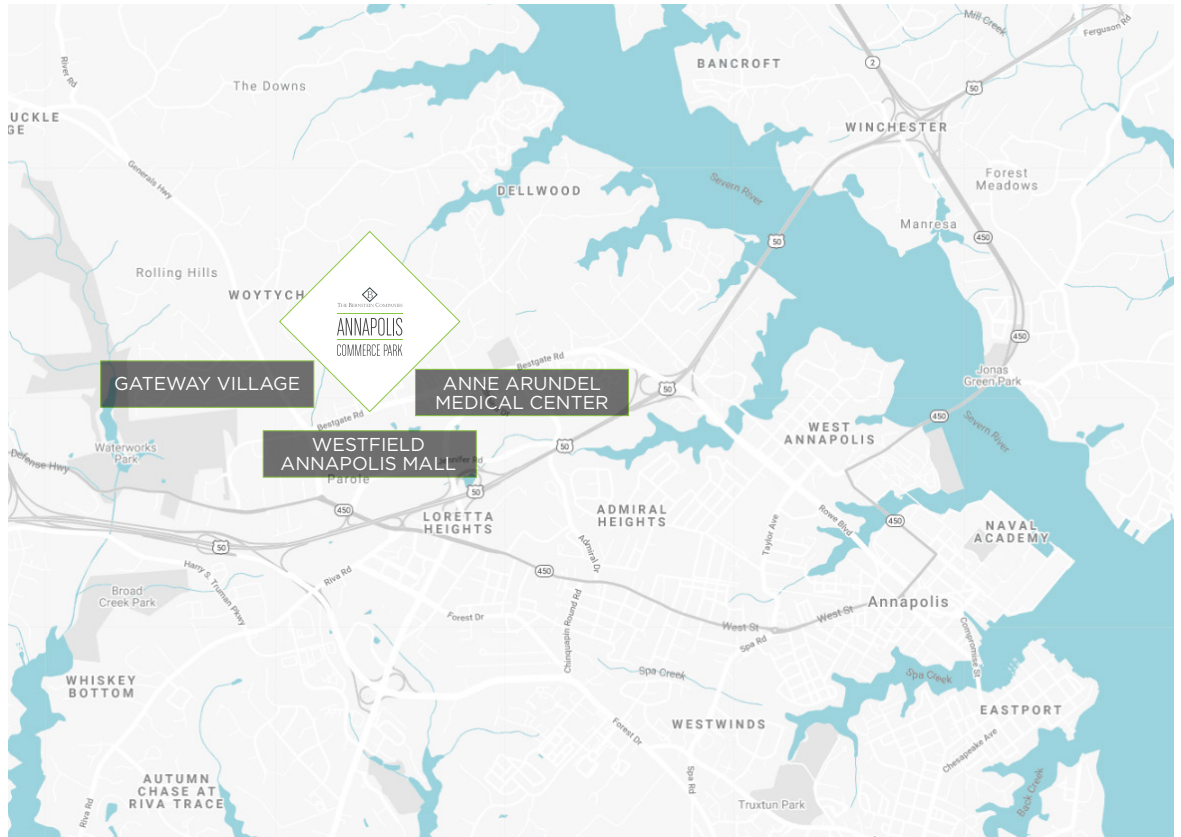 Mill Creek
Ferguson Rd
River Rd
BANCROFT
2
The Downs
50
UCKLE
GE
WINCHESTER
Generals Hwy
Forest
Meadows
DELLWOOD
Severn River
Manresa
50
450
Rolling Hills
WOYTYCH
THE BERNSTEIN COMPANIES
ANNAPOLIS
COMMERCE PARK
450
Bestgate Rd
Jonas
Green Park
GATEWAY VILLAGE
ANNE ARUNDEL
MEDICAL CENTER
50
Bestgate Rd
450
Severn River
WEST
ANNAPOLIS
WESTFIELD
ANNAPOLIS MALL
50
Waterworks
Park
Defense Hwy
Parole
50
450
LORETTA
HEIGHTS
ADMIRAL
HEIGHTS
Taylor Ave
Rowe Blvd
450
NAVAL
ACADEMY
50
Harry S. Truman Pkwy
Riva Rd
Admiral Dr
450
Broad
Creek Park
Annapolis
Forest Dr
Chinquapin Round Rd
West St
West St
Spa Rd
Compromise St
Spa Creek
Spa Creek
WHISKEY
BOTTOM
EASTPORT
WESTWINDS
Forest Dr
Chesapeake Ave
Spa Rd
AUTUMN
CHASE AT
RIVA TRACE
Riva Rd
Truxtun Park
Back Creek